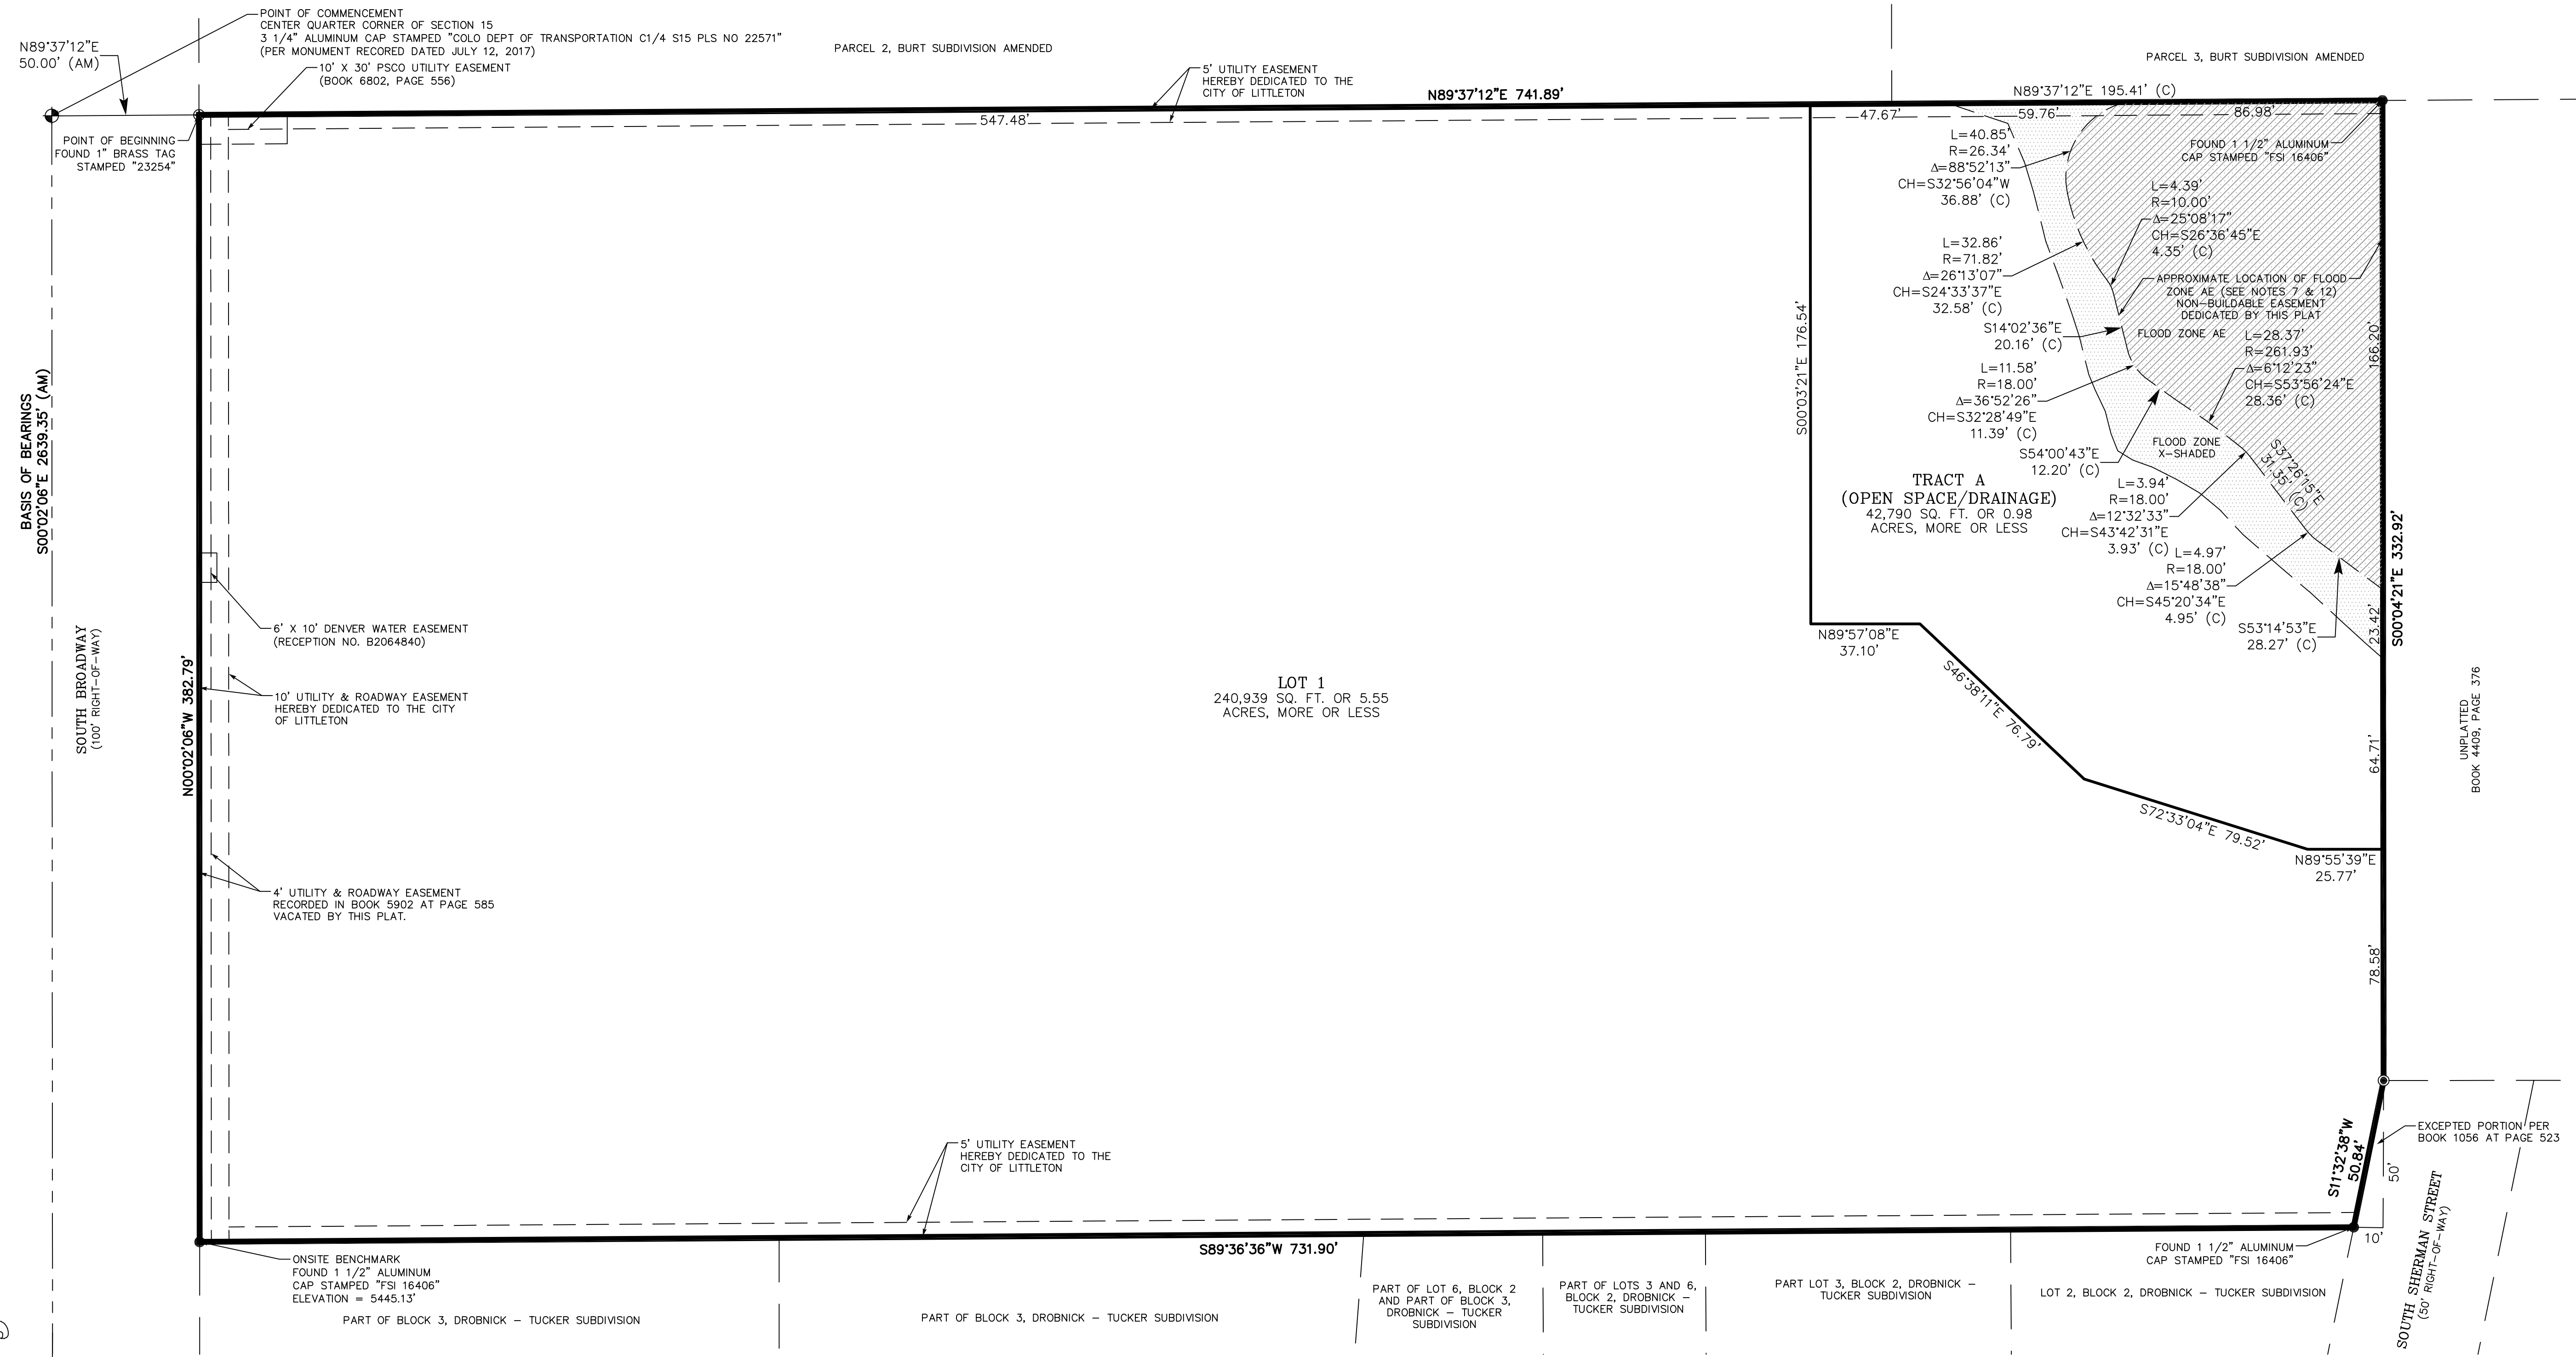 POINT OF COMMENCEMENT
CENTER QUARTER CORNER OF SECTION 15
3 1/4" ALUMINUM CAP STAMPED "COLO DEPT OF TRANSPORTATION C1/4 S15 PLS NO 22571"
(PER MONUMENT RECORED DATED JULY 12, 2017)
N89°37'12"E
50.00' (AM)
10' X 30' PSCO UTILITY EASEMENT
(BOOK 6802, PAGE 556)
PARCEL 2, BURT SUBDIVISION AMENDED
PARCEL 3, BURT SUBDIVISION AMENDED
5' UTILITY EASEMENT
HEREBY DEDICATED TO THE
CITY OF LITTLETON
N89°37'12"E 741.89'
N89°37'12"E 195.41' (C)
547.48'
47.67'
59.76'
86.98'
POINT OF BEGINNING
FOUND 1" BRASS TAG
STAMPED "23254"
FOUND 1 1/2" ALUMINUM
CAP STAMPED "FSI 16406"
L=40.85'
R=26.34'
Δ=88°52'13"
CH=S32°56'04"W
36.88' (C)
L=4.39'
R=10.00'
Δ=25°08'17"
CH=S26°36'45"E
4.35' (C)
L=32.86'
R=71.82'
Δ=26°13'07"
CH=S24°33'37"E
32.58' (C)
APPROXIMATE LOCATION OF FLOOD
ZONE AE (SEE NOTES 7 & 12)
NON-BUILDABLE EASEMENT
DEDICATED BY THIS PLAT
S14°02'36"E
20.16' (C)
FLOOD ZONE AE
L=28.37'
R=261.93'
Δ=6°12'23"
CH=S53°56'24"E
28.36' (C)
S00°03'21"E 176.54'
166.20'
L=11.58'
R=18.00'
Δ=36°52'26"
CH=S32°28'49"E
11.39' (C)
S54°00'43"E
12.20' (C)
FLOOD ZONE
X-SHADED
S37°26'15"E
31.35' (C)
TRACT A
(OPEN SPACE/DRAINAGE)
42,790 SQ. FT. OR 0.98
ACRES, MORE OR LESS
L=3.94'
R=18.00'
Δ=12°32'33"
CH=S43°42'31"E
3.93' (C)
L=4.97'
R=18.00'
Δ=15°48'38"
CH=S45°20'34"E
4.95' (C)
S53°14'53"E
28.27' (C)
23.42'
S00°04'21"E 332.92'
BASIS OF BEARINGS
S00°02'06"E 2639.35' (AM)
SOUTH BROADWAY
(100' RIGHT-OF-WAY)
N00°02'06"W 382.79'
6' X 10' DENVER WATER EASEMENT
(RECEPTION NO. B2064840)
10' UTILITY & ROADWAY EASEMENT
HEREBY DEDICATED TO THE CITY
OF LITTLETON
LOT 1
240,939 SQ. FT. OR 5.55
ACRES, MORE OR LESS
N89°57'08"E
37.10'
S46°38'11"E 76.79'
S72°33'04"E 79.52'
N89°55'39"E
25.77'
64.71'
UNPLATTED
BOOK 4409, PAGE 376
4' UTILITY & ROADWAY EASEMENT
RECORDED IN BOOK 5902 AT PAGE 585
VACATED BY THIS PLAT.
78.58'
5' UTILITY EASEMENT
HEREBY DEDICATED TO THE
CITY OF LITTLETON
EXCEPTED PORTION PER
BOOK 1056 AT PAGE 523
S11°32'38"W
50.84'
50'
10'
SOUTH SHERMAN STREET
(50' RIGHT-OF-WAY)
FOUND 1 1/2" ALUMINUM
CAP STAMPED "FSI 16406"
S89°36'36"W 731.90'
ONSITE BENCHMARK
FOUND 1 1/2" ALUMINUM
CAP STAMPED "FSI 16406"
ELEVATION = 5445.13'
PART OF BLOCK 3, DROBNICK - TUCKER SUBDIVISION
PART OF BLOCK 3, DROBNICK - TUCKER SUBDIVISION
PART OF LOT 6, BLOCK 2
AND PART OF BLOCK 3,
DROBNICK - TUCKER
SUBDIVISION
PART OF LOTS 3 AND 6,
BLOCK 2, DROBNICK -
TUCKER SUBDIVISION
PART LOT 3, BLOCK 2, DROBNICK -
TUCKER SUBDIVISION
LOT 2, BLOCK 2, DROBNICK - TUCKER SUBDIVISION